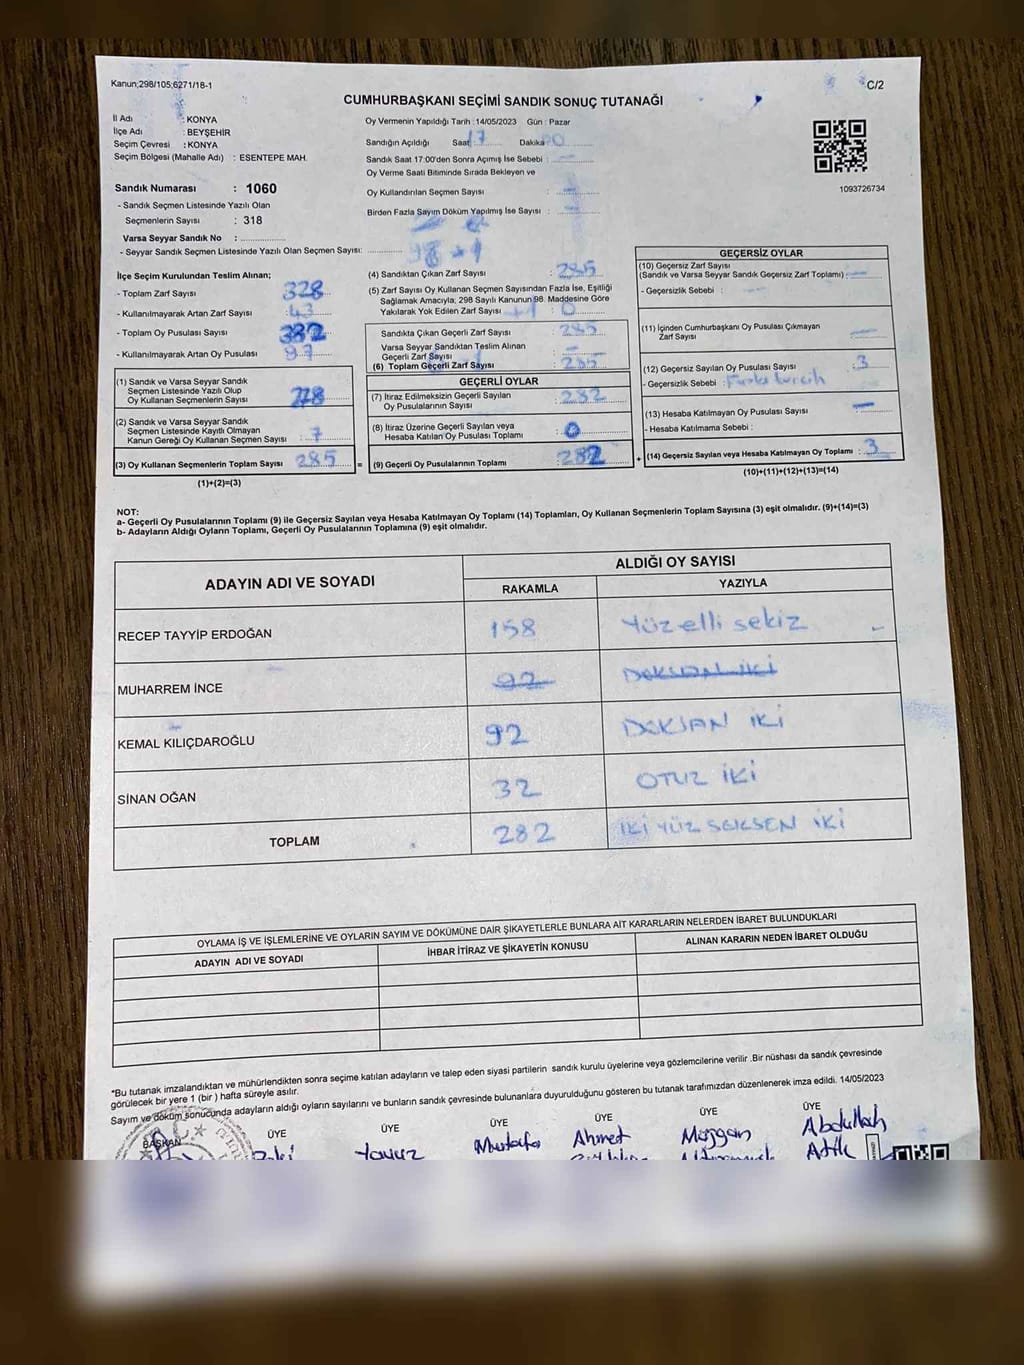 Kanun;298/105;6271/18-1
C/2
CUMHURBAŞKANI SEÇİMİ SANDIK SONUÇ TUTANAĞI
İl Adı : KONYA
İlçe Adı : BEYŞEHİR
Seçim Çevresi : KONYA
Seçim Bölgesi (Mahalle Adı) : ESENTEPE MAH.
Oy Vermenin Yapıldığı Tarih : 14/05/2023 Gün : Pazar
Sandığın Açıldığı Saat : 17 Dakika : 00
Sandık Saat 17:00'den Sonra Açımış İse Sebebi : —
Oy Verme Saati Bitiminde Sırada Bekleyen ve
Oy Kullandırılan Seçmen Sayısı : —
Birden Fazla Sayım Döküm Yapılmış İse Sayısı : —
1093726734
Sandık Numarası : 1060
- Sandık Seçmen Listesinde Yazılı Olan
Seçmenlerin Sayısı : 318
Varsa Seyyar Sandık No :
- Seyyar Sandık Seçmen Listesinde Yazılı Olan Seçmen Sayısı:
İlçe Seçim Kurulundan Teslim Alınan;
- Toplam Zarf Sayısı : 328
- Kullanılmayarak Artan Zarf Sayısı : 43
- Toplam Oy Pusulası Sayısı : 382
- Kullanılmayarak Artan Oy Pusulası : 97
(1) Sandık ve Varsa Seyyar Sandık
Seçmen Listesinde Yazılı Olup
Oy Kullanan Seçmenlerin Sayısı : 278
(2) Sandık ve Varsa Seyyar Sandık
Seçmen Listesinde Kayıtlı Olmayan
Kanun Gereği Oy Kullanan Seçmen Sayısı : 7
(3) Oy Kullanan Seçmenlerin Toplam Sayısı : 285
(1)+(2)=(3)
(4) Sandıktan Çıkan Zarf Sayısı : 285
(5) Zarf Sayısı Oy Kullanan Seçmen Sayısından Fazla İse, Eşitliği
Sağlamak Amacıyla; 298 Sayılı Kanunun 98. Maddesine Göre
Yakılarak Yok Edilen Zarf Sayısı : 0
Sandıkta Çıkan Geçerli Zarf Sayısı : 285
Varsa Seyyar Sandıktan Teslim Alınan
Geçerli Zarf Sayısı : —
(6) Toplam Geçerli Zarf Sayısı : 285
GEÇERLİ OYLAR
(7) İtiraz Edilmeksizin Geçerli Sayılan
Oy Pusulalarının Sayısı : 282
(8) İtiraz Üzerine Geçerli Sayılan veya
Hesaba Katılan Oy Pusulaları Toplamı : 0
(9) Geçerli Oy Pusulalarının Toplamı : 282
GEÇERSİZ OYLAR
(10) Geçersiz Zarf Sayısı
(Sandık ve Varsa Seyyar Sandık Geçersiz Zarf Toplamı) : —
- Geçersizlik Sebebi : —
(11) İçinden Cumhurbaşkanı Oy Pusulası Çıkmayan
Zarf Sayısı : —
(12) Geçersiz Sayılan Oy Pusulası Sayısı : 3
- Geçersizlik Sebebi :
(13) Hesaba Katılmayan Oy Pusulası Sayısı : —
- Hesaba Katılmama Sebebi :
(14) Geçersiz Sayılan veya Hesaba Katılmayan Oy Toplamı : 3
(10)+(11)+(12)+(13)=(14)
NOT:
a- Geçerli Oy Pusulalarının Toplamı (9) ile Geçersiz Sayılan veya Hesaba Katılmayan Oy Toplamı (14) Toplamları, Oy Kullanan Seçmenlerin Toplam Sayısına (3) eşit olmalıdır. (9)+(14)=(3)
b- Adayların Aldığı Oyların Toplamı, Geçerli Oy Pusulalarının Toplamına (9) eşit olmalıdır.
ADAYIN ADI VE SOYADI
ALDIĞI OY SAYISI
RAKAMLA YAZIYLA
RECEP TAYYİP ERDOĞAN 158 Yüz elli sekiz
MUHARREM İNCE 92 DOKSAN İKİ
KEMAL KILIÇDAROĞLU 92 DOKSAN İKİ
SİNAN OĞAN 32 OTUZ İKİ
TOPLAM 282 İKİ YÜZ SEKSEN İKİ
OYLAMA İŞ VE İŞLEMLERİNE VE OYLARIN SAYIM VE DÖKÜMÜNE DAİR ŞİKAYETLERLE BUNLARA AİT KARARLARIN NELERDEN İBARET BULUNDUKLARI
ADAYIN ADI VE SOYADI İHBAR İTİRAZ VE ŞİKAYETİN KONUSU ALINAN KARARIN NEDEN İBARET OLDUĞU
*Bu tutanak imzalandıktan ve mühürlendikten sonra seçime katılan adayların ve talep eden siyasi partilerin sandık kurulu üyelerine veya gözlemcilerine verilir .Bir nüshası da sandık çevresinde
görülecek bir yere 1 (bir ) hafta süreyle asılır.
Sayım ve döküm sonucunda adayların aldığı oyların sayılarını ve bunların sandık çevresinde bulunanlara duyurulduğunu gösteren bu tutanak tarafımızdan düzenlenerek imza edildi. 14/05/2023
BAŞKAN ÜYE ÜYE ÜYE ÜYE ÜYE ÜYE
Yavuz Mustafa Ahmet Müjgan Abdullah
Atik